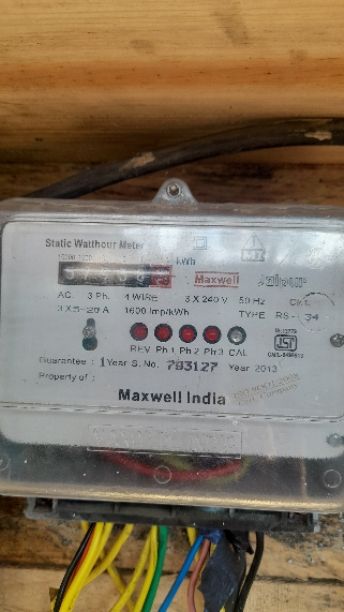 Static Watthour Meter
kWh
Maxwell
AC. 3 Ph. 4 WIRE 3 X 240 V 50 Hz
3 X 5-20 A 1600 Imp/kWh TYPE RS- 34
REV Ph 1 Ph 2 Ph 3 CAL
Guarantee : 1 Year S. No. 793127 Year 2013
Property of :
Maxwell India